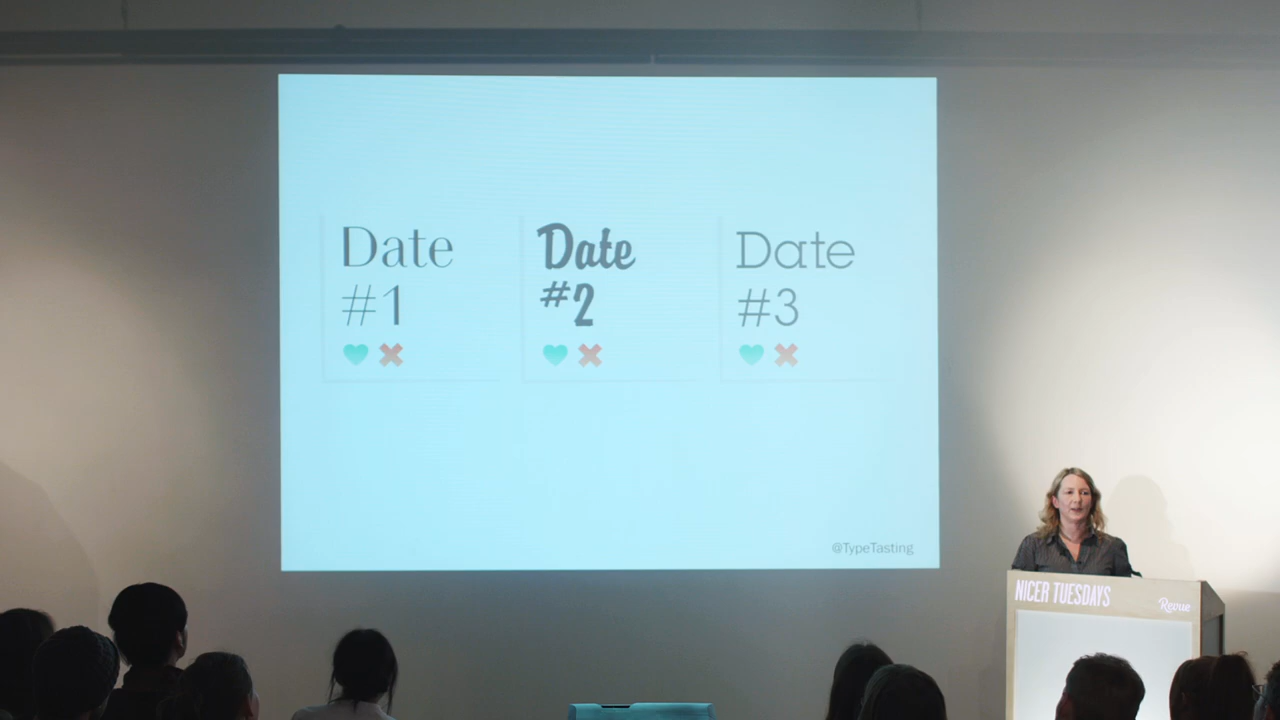 Date
#1
Date
#2
Date
#3
@TypeTasting
NICER TUESDAYS
Revue